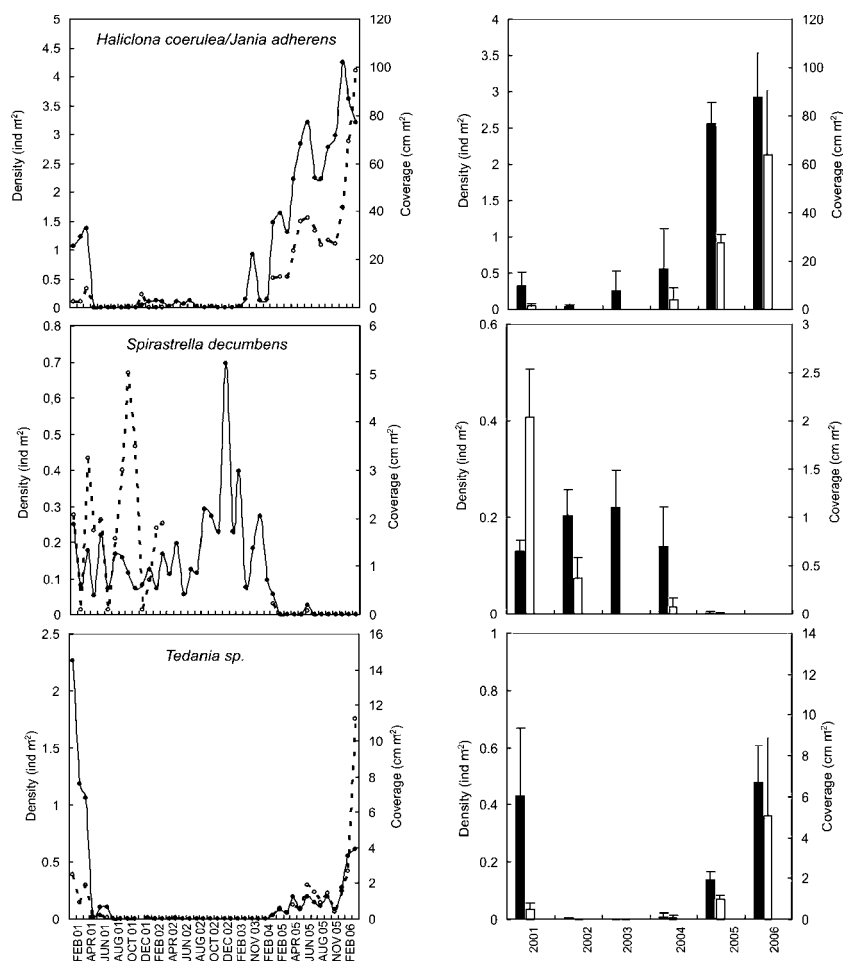 Haliclona coerulea/Jania adherens
Density (ind m²)
5
4.5
4
3.5
3
2.5
2
1.5
1
0.5
0
Coverage (cm m²)
120
100
80
60
40
20
0
Density (ind m²)
4
3.5
3
2.5
2
1.5
1
0.5
0
Coverage (cm m²)
120
100
80
60
40
20
0
Spirastrella decumbens
Density (ind m²)
0.8
0.7
0.6
0.5
0.4
0.3
0.2
0.1
0
Coverage (cm m²)
6
5
4
3
2
1
0
Density (ind m²)
0.6
0.4
0.2
0
Coverage (cm m²)
3
2.5
2
1.5
1
0.5
0
Tedania sp.
Density (ind m²)
2.5
2
1.5
1
0.5
0
Coverage (cm m²)
16
14
12
10
8
6
4
2
0
FEB 01
APR 01
JUN 01
AUG 01
OCT 01
DEC 01
FEB 02
APR 02
JUN 02
AUG 02
OCT 02
DEC 02
FEB 03
NOV 03
FEB 04
FEB 05
APR 05
JUN 05
AUG 05
NOV 05
FEB 06
Density (ind m²)
1
0.8
0.6
0.4
0.2
0
Coverage (cm m²)
14
12
10
8
6
4
2
0
2001
2002
2003
2004
2005
2006